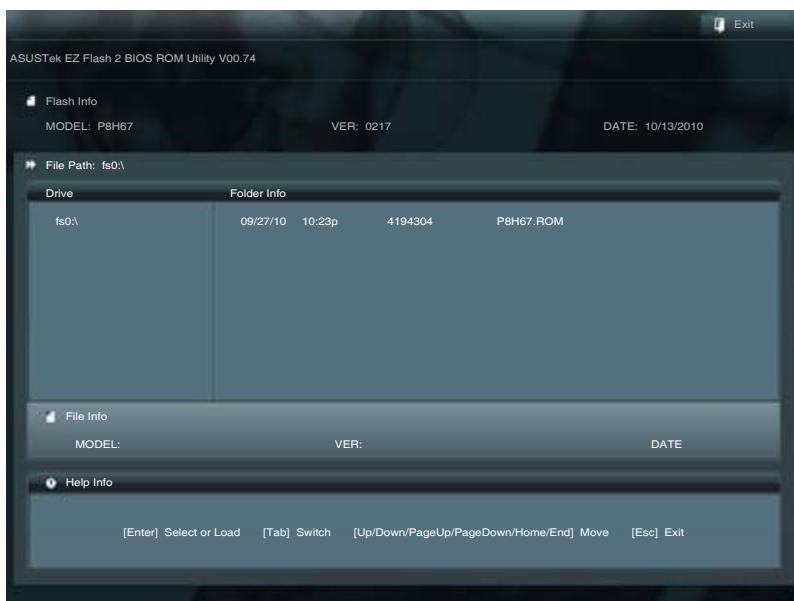 Exit
ASUSTek EZ Flash 2 BIOS ROM Utility V00.74
Flash Info
MODEL: P8H67 VER: 0217 DATE: 10/13/2010
File Path: fs0:\
Drive Folder Info
fs0:\ 09/27/10 10:23p 4194304 P8H67.ROM
File Info
MODEL: VER: DATE
Help Info
[Enter] Select or Load [Tab] Switch [Up/Down/PageUp/PageDown/Home/End] Move [Esc] Exit